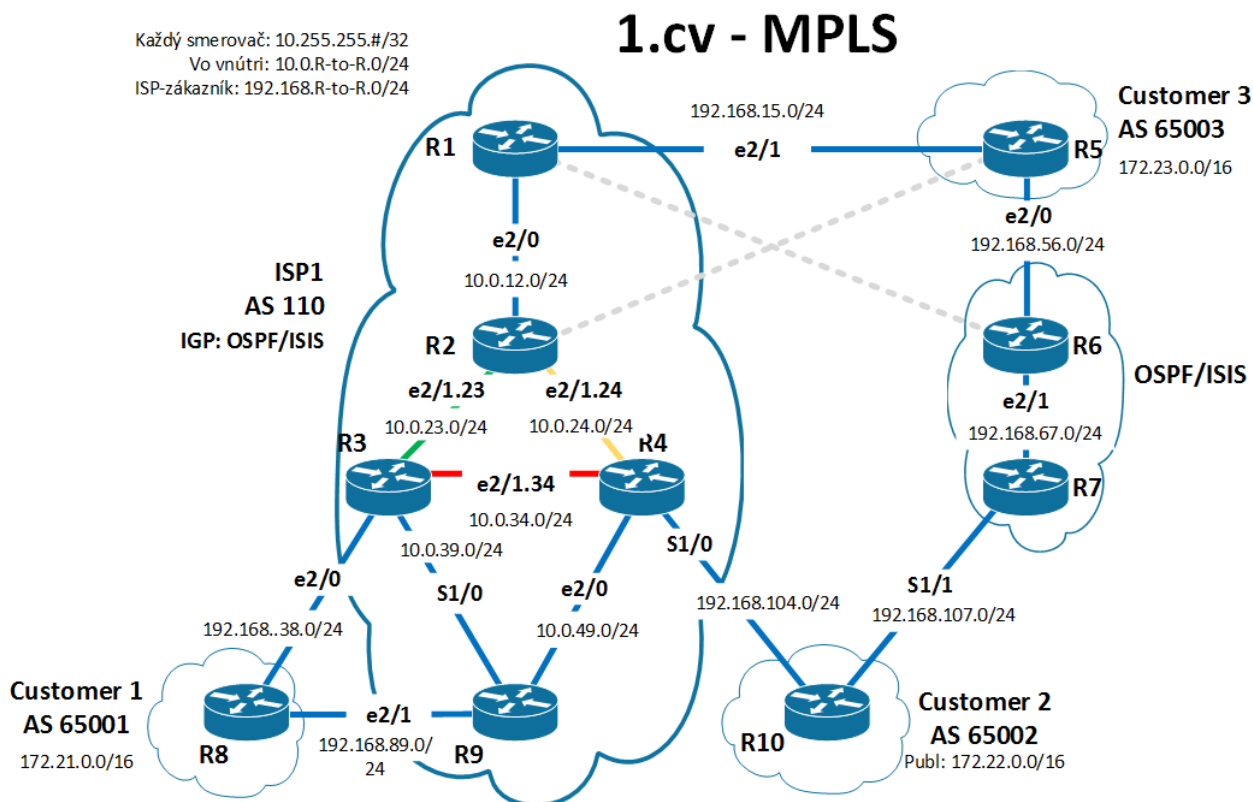 1.cv - MPLS
Každý smerovač: 10.255.255.#/32
Vo vnútri: 10.0.R-to-R.0/24
ISP-zákazník: 192.168.R-to-R.0/24
192.168.15.0/24
Customer 3
AS 65003
172.23.0.0/16
R1
e2/1
R5
e2/0
10.0.12.0/24
e2/0
192.168.56.0/24
ISP1
AS 110
IGP: OSPF/ISIS
R2
R6
OSPF/ISIS
e2/1.23
10.0.23.0/24
e2/1.24
10.0.24.0/24
e2/1
192.168.67.0/24
R3
R4
R7
e2/1.34
10.0.34.0/24
10.0.39.0/24
S1/0
e2/0
192.168..38.0/24
S1/0
e2/0
10.0.49.0/24
192.168.104.0/24
S1/1
192.168.107.0/24
Customer 1
AS 65001
172.21.0.0/16
R8
e2/1
192.168.89.0/
24
R9
R10
Customer 2
AS 65002
Publ: 172.22.0.0/16